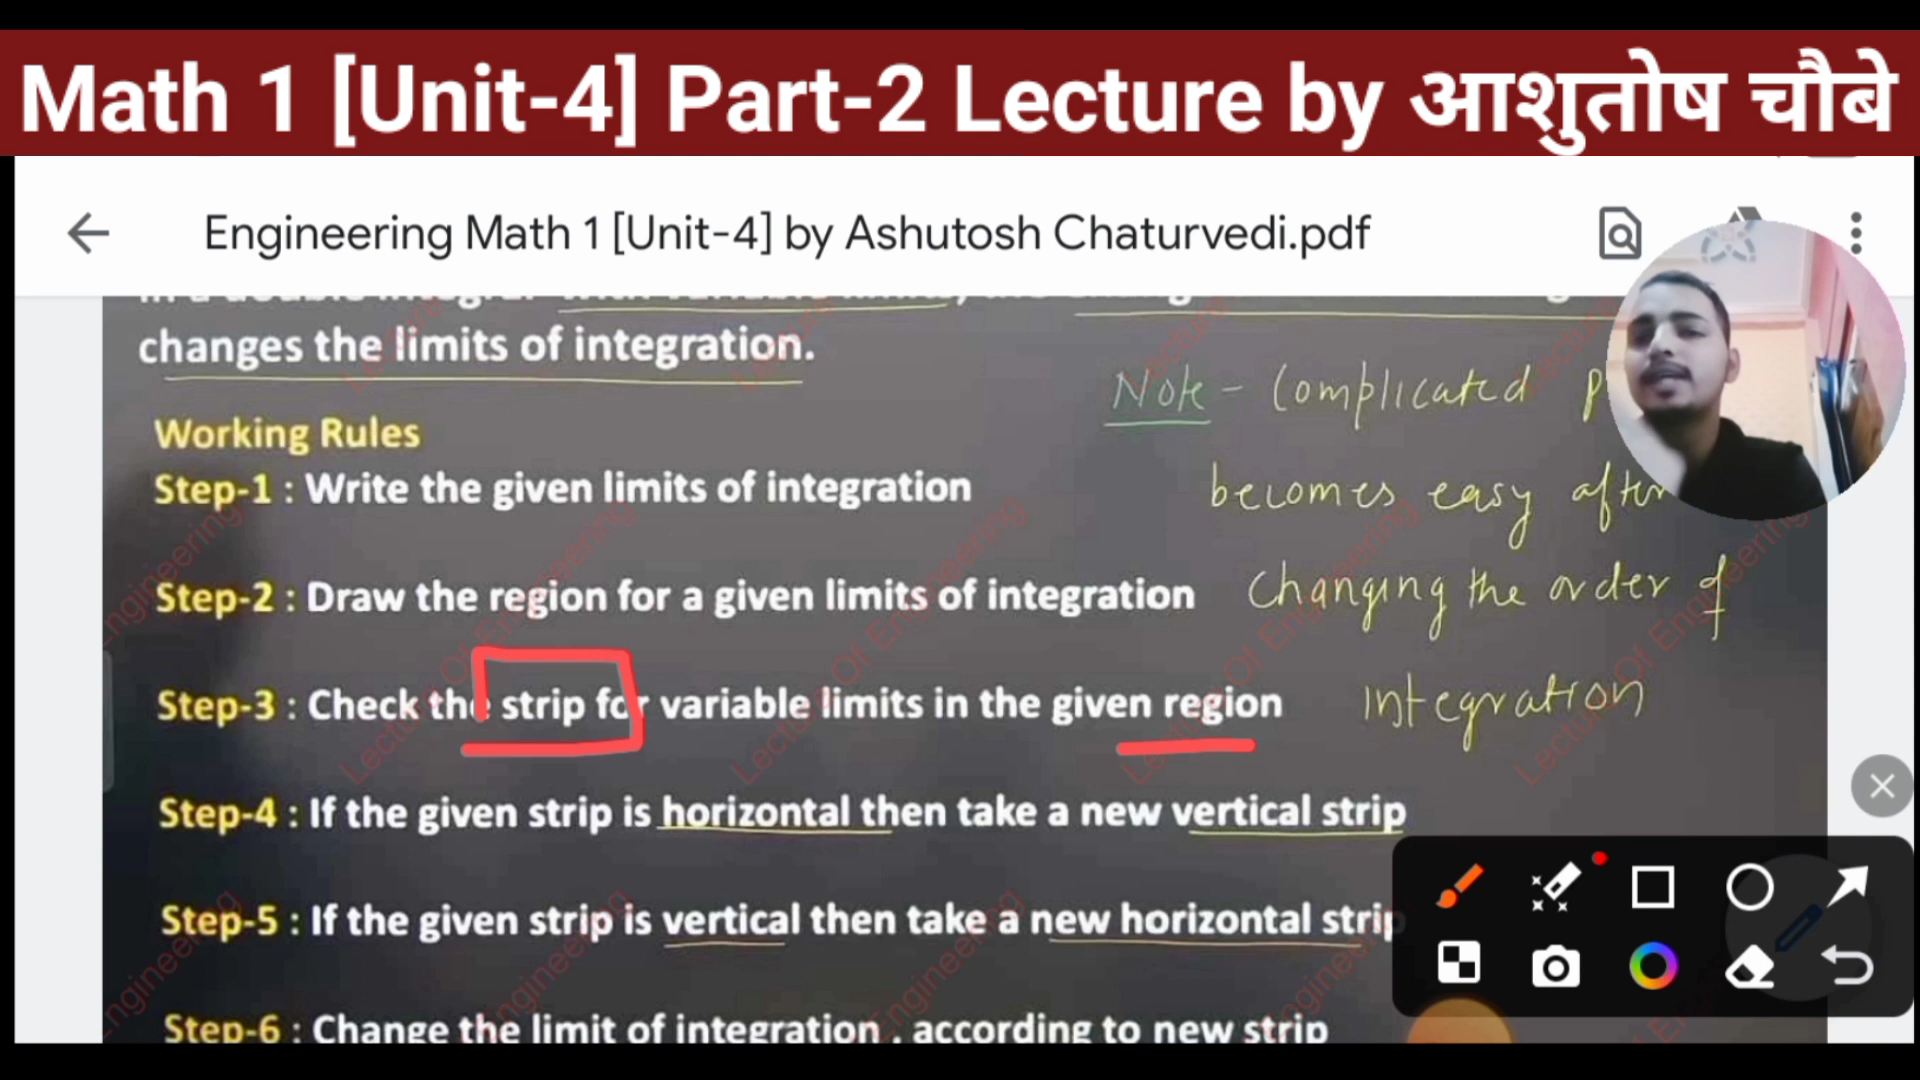 Math 1 [Unit-4] Part-2 Lecture by आशुतोष चौबे
Engineering Math 1 [Unit-4] by Ashutosh Chaturvedi.pdf
changes the limits of integration.
Note - Complicated
becomes easy after
changing the order of
integration
Working Rules
Step-1 : Write the given limits of integration
Step-2 : Draw the region for a given limits of integration
Step-3 : Check the strip for variable limits in the given region
Step-4 : If the given strip is horizontal then take a new vertical strip
Step-5 : If the given strip is vertical then take a new horizontal strip
Step-6 : Change the limit of integration , according to new strip
Lecture Of Engineering